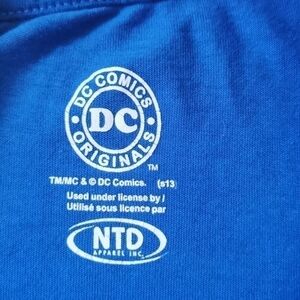 DC COMICS
DC
ORIGINALS
TM
TM/MC & © DC Comics. (s13)
Used under license by /
Utilisé sous licence par
NTD
APPAREL INC.